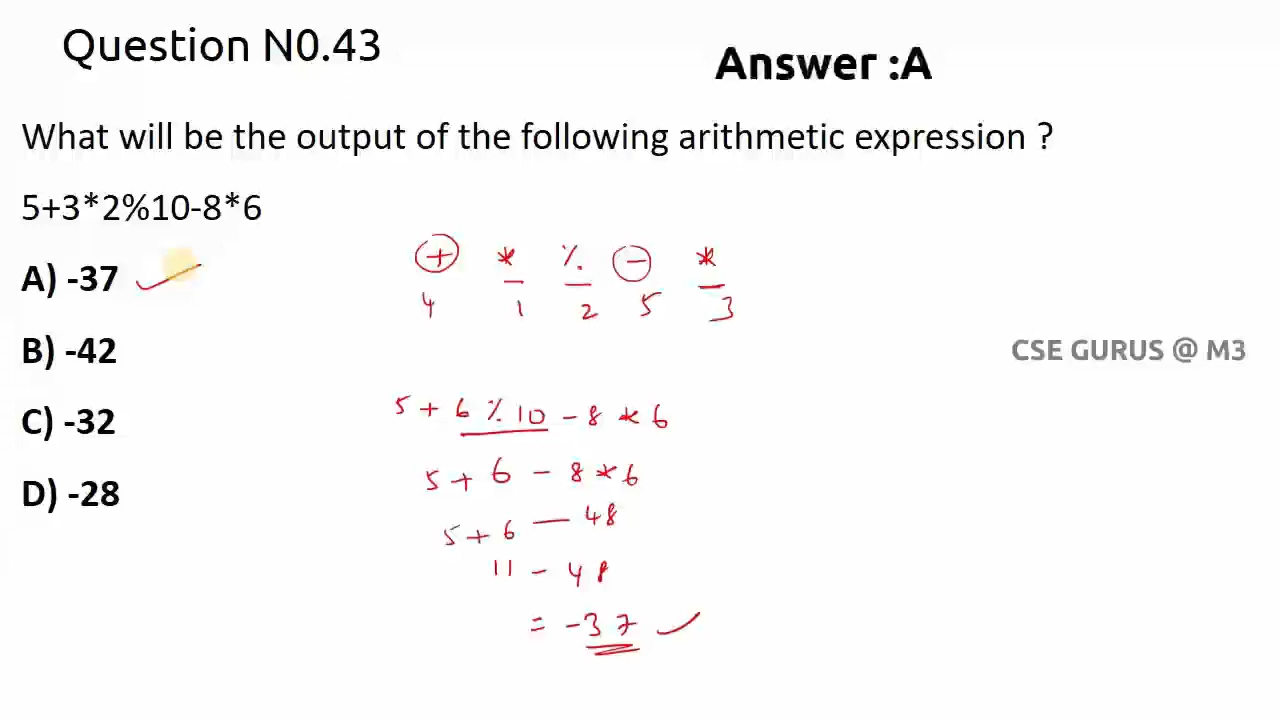 Question N0.43
Answer :A
What will be the output of the following arithmetic expression ?
5+3*2%10-8*6
A) -37
+ * % - *
4 1 2 5 3
B) -42
CSE GURUS @ M3
5 + 6 % 10 - 8 * 6
C) -32
5 + 6 - 8 * 6
D) -28
5 + 6 - 48
11 - 48
= -37